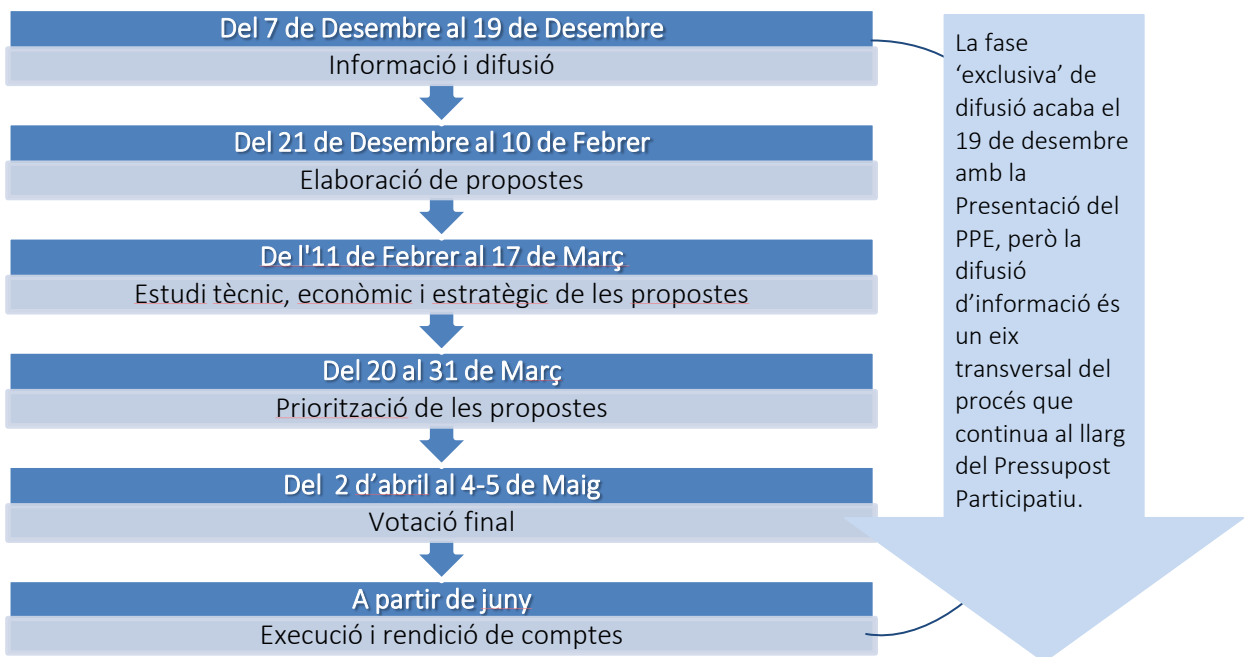 Del 7 de Desembre al 19 de Desembre
Informació i difusió
Del 21 de Desembre al 10 de Febrer
Elaboració de propostes
De l'11 de Febrer al 17 de Març
Estudi tècnic, econòmic i estratègic de les propostes
Del 20 al 31 de Març
Priorització de les propostes
Del 2 d’abril al 4-5 de Maig
Votació final
A partir de juny
Execució i rendició de comptes
La fase
‘exclusiva’ de
difusió acaba el
19 de desembre
amb la
Presentació del
PPE, però la
difusió
d’informació és
un eix
transversal del
procés que
continua al llarg
del Pressupost
Participatiu.